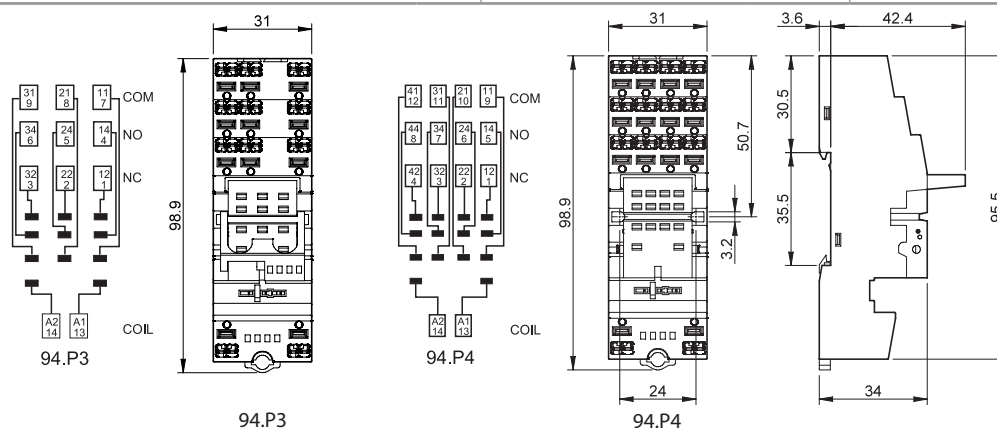 31
31
3.6
42.4
31 21 11
9 8 7
COM
34 24 14
6 5 4
NO
32 22 12
3 2 1
NC
A2 A1
14 13
COIL
94.P3
98.9
94.P3
41 31 21 11
12 11 10 9
COM
44 34 24 14
8 7 6 5
NO
42 32 22 12
4 3 2 1
NC
A2 A1
14 13
COIL
94.P4
98.9
50.7
3.2
24
94.P4
30.5
35.5
34